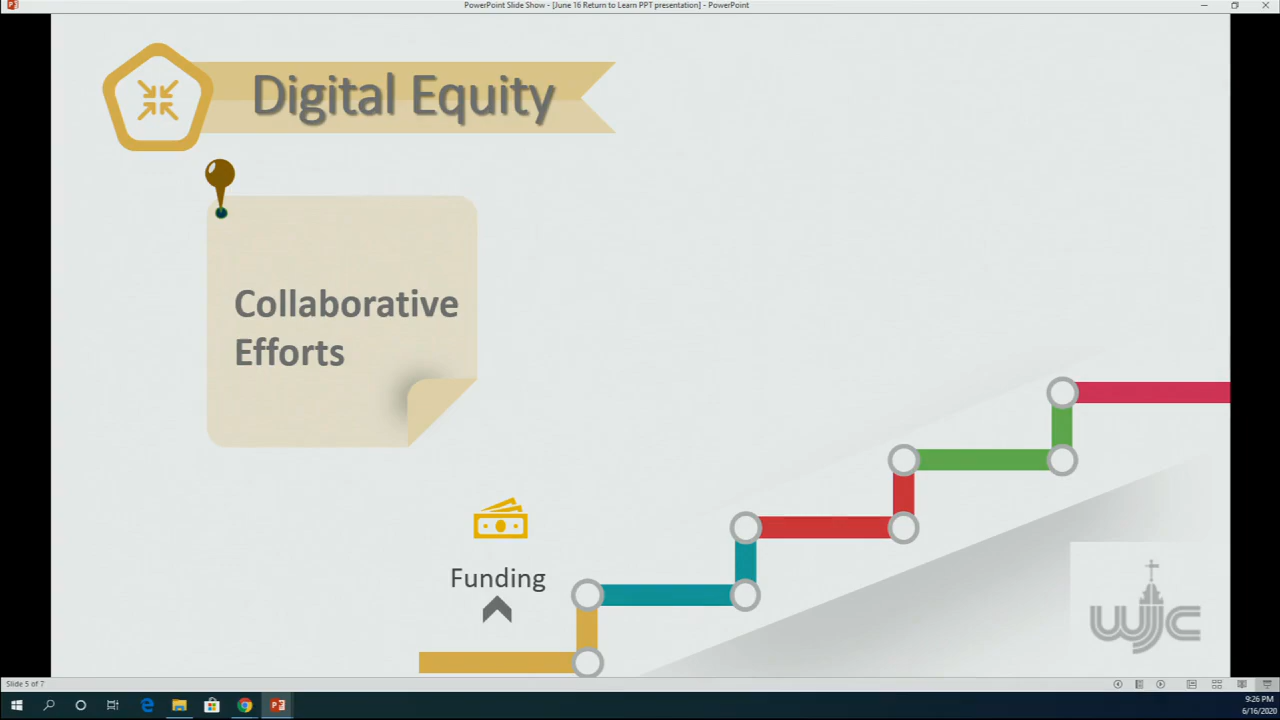 PowerPoint Slide Show - [June 16 Return to Learn PPT presentation] - PowerPoint
Digital Equity
Collaborative
Efforts
Funding
WJC
Slide 5 of 7
9:26 PM
6/16/2020